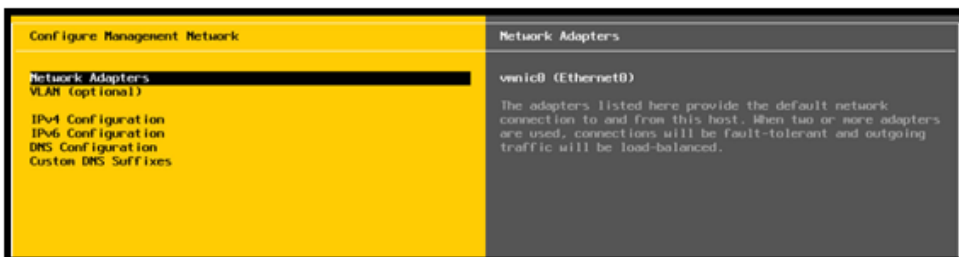 Configure Management Network
Network Adapters
VLAN (optional)
IPv4 Configuration
IPv6 Configuration
DNS Configuration
Custom DNS Suffixes
Network Adapters
vmnic0 (Ethernet0)
The adapters listed here provide the default network
connection to and from this host. When two or more adapters
are used, connections will be fault-tolerant and outgoing
traffic will be load-balanced.